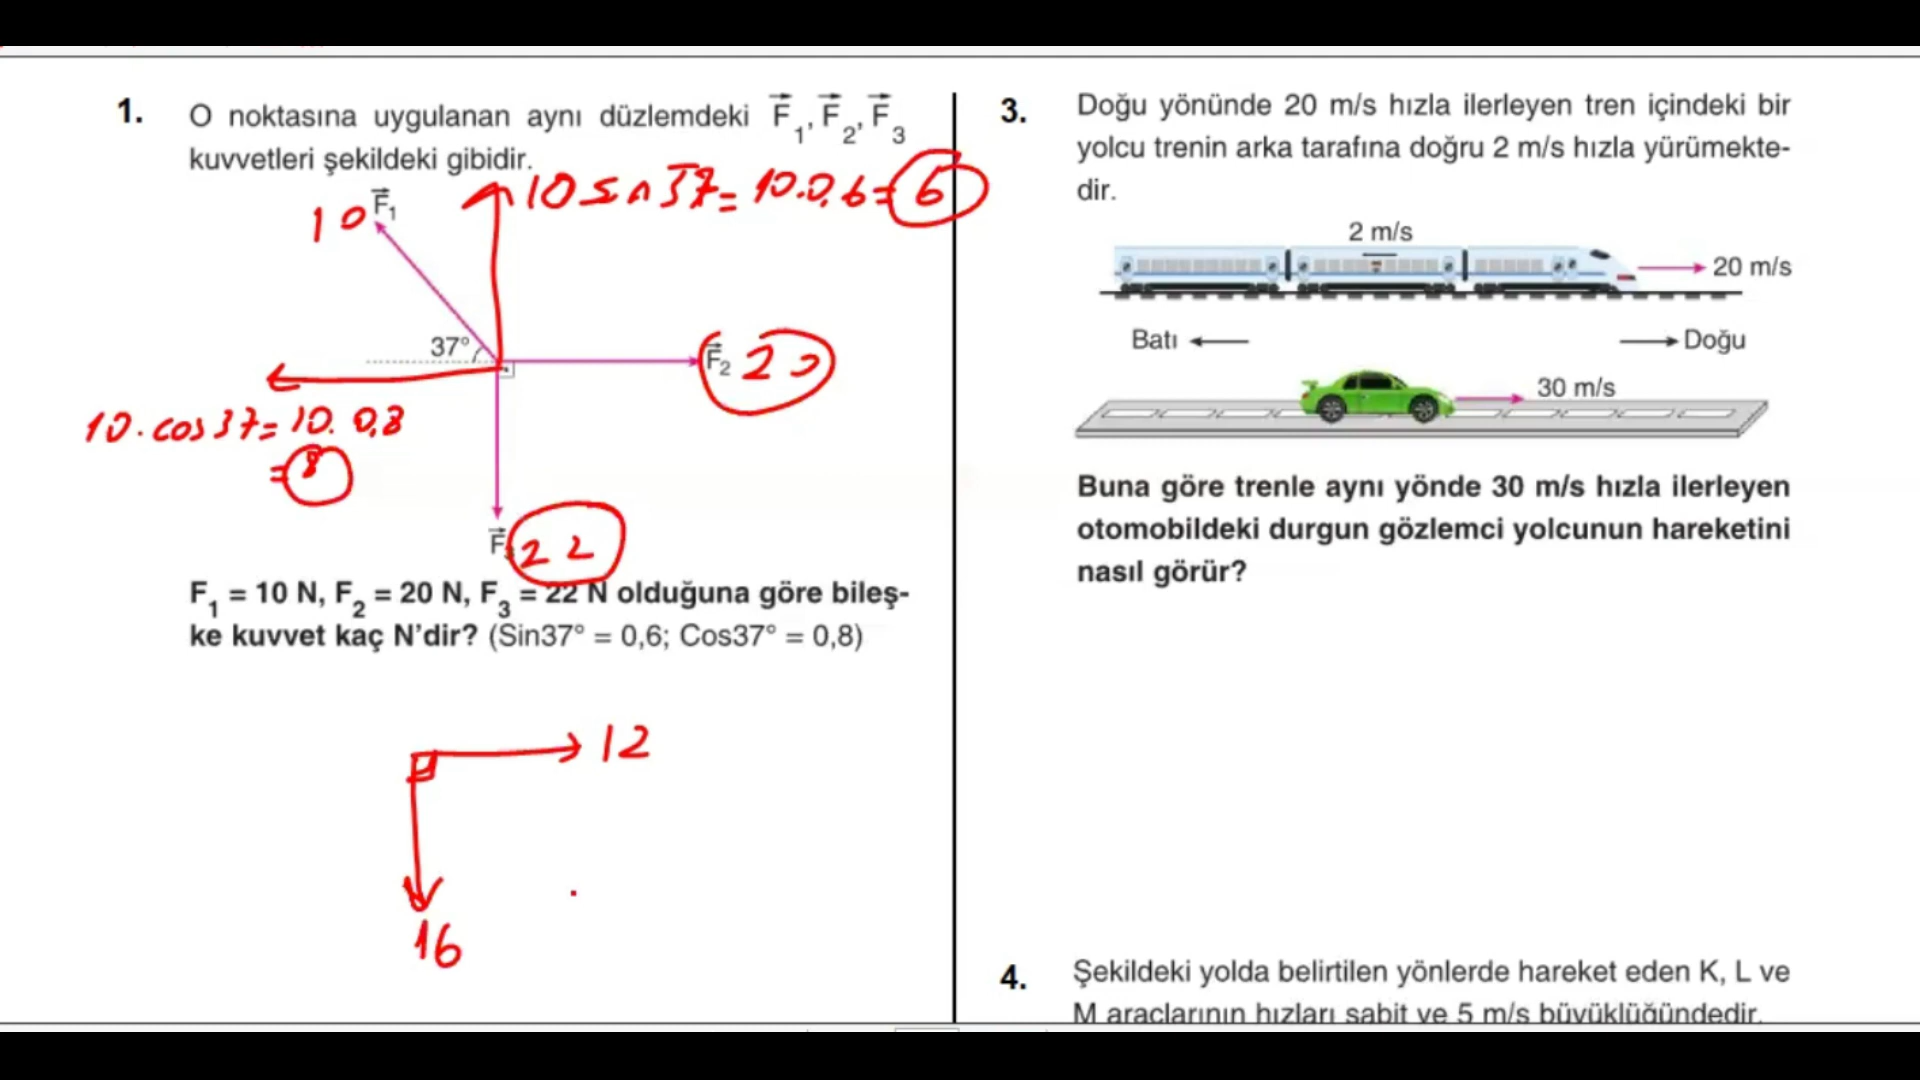 1. O noktasına uygulanan aynı düzlemdeki F₁, F₂, F₃
kuvvetleri şekildeki gibidir.
10 sin 37 = 10.0,6 = 6
10 F₁
37°
F₂ 20
10.cos 37 = 10.0,8
= 8
F₃ 22
F₁ = 10 N, F₂ = 20 N, F₃ = 22 N olduğuna göre bileş-
ke kuvvet kaç N’dir? (Sin37° = 0,6; Cos37° = 0,8)
12
16
3. Doğu yönünde 20 m/s hızla ilerleyen tren içindeki bir
yolcu trenin arka tarafına doğru 2 m/s hızla yürümekte-
dir.
2 m/s
20 m/s
Batı
Doğu
30 m/s
Buna göre trenle aynı yönde 30 m/s hızla ilerleyen
otomobildeki durgun gözlemci yolcunun hareketini
nasıl görür?
4. Şekildeki yolda belirtilen yönlerde hareket eden K, L ve
M araçlarının hızları sabit ve 5 m/s büyüklüğündedir.